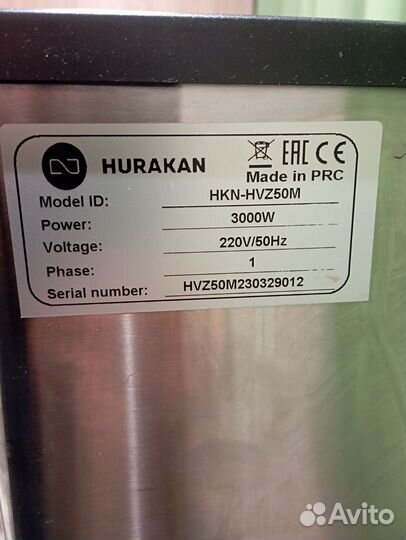 HURAKAN
EAC CE
Made in PRC
Model ID: HKN-HVZ50M
Power: 3000W
Voltage: 220V/50Hz
Phase: 1
Serial number: HVZ50M230329012
Avito